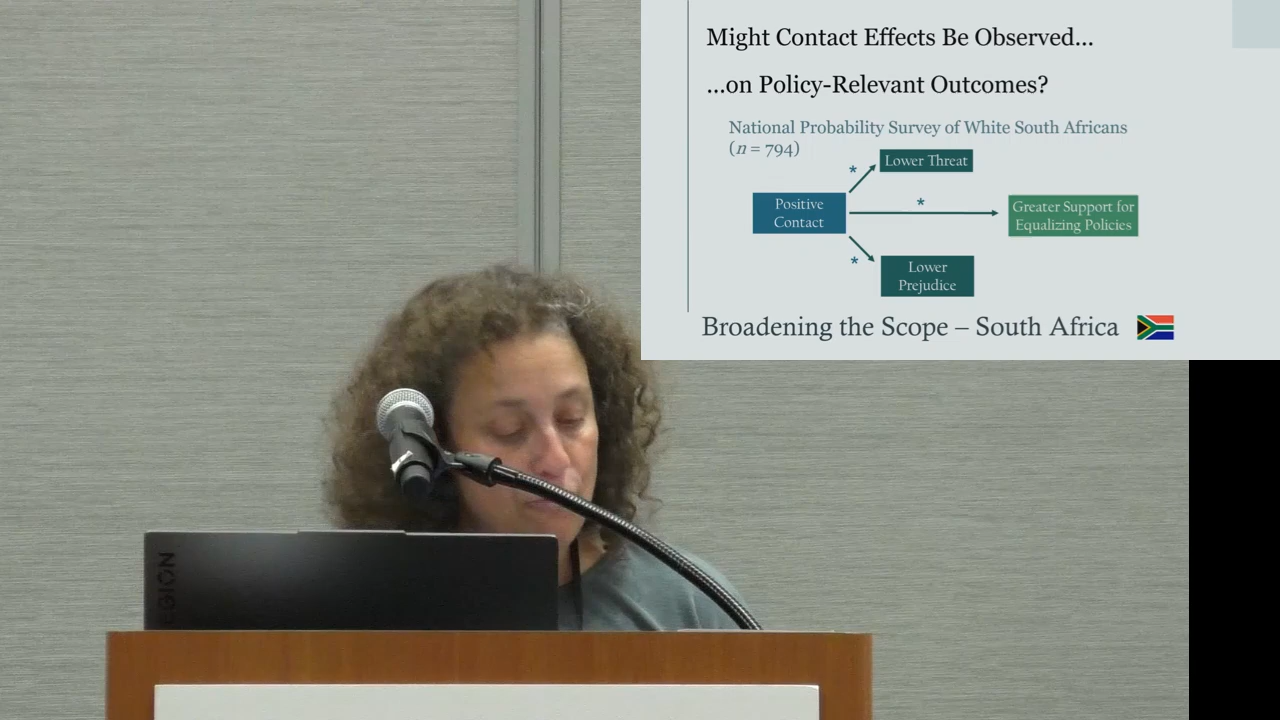 Might Contact Effects Be Observed...
...on Policy-Relevant Outcomes?
National Probability Survey of White South Africans
(n = 794)
* Lower Threat
Positive
Contact
*
Greater Support for
Equalizing Policies
*
Lower
Prejudice
Broadening the Scope – South Africa
EGION